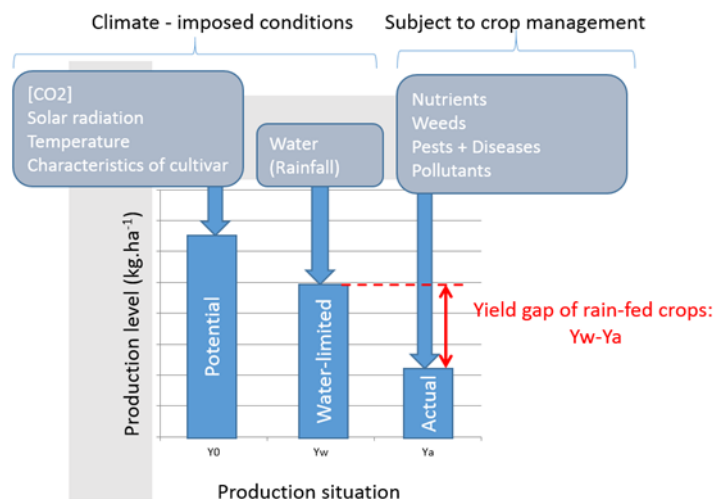 Climate - imposed conditions
Subject to crop management
[CO2]
Solar radiation
Temperature
Characteristics of cultivar
Water
(Rainfall)
Nutrients
Weeds
Pests + Diseases
Pollutants
Production level (kg.ha⁻¹)
Potential
Water-limited
Actual
Yield gap of rain-fed crops:
Yw-Ya
Y0
Yw
Ya
Production situation